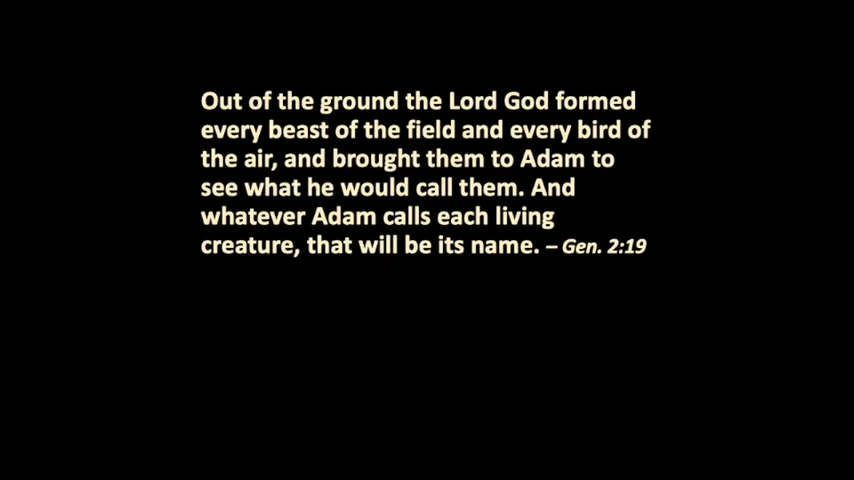 Out of the ground the Lord God formed
every beast of the field and every bird of
the air, and brought them to Adam to
see what he would call them. And
whatever Adam calls each living
creature, that will be its name. – Gen. 2:19